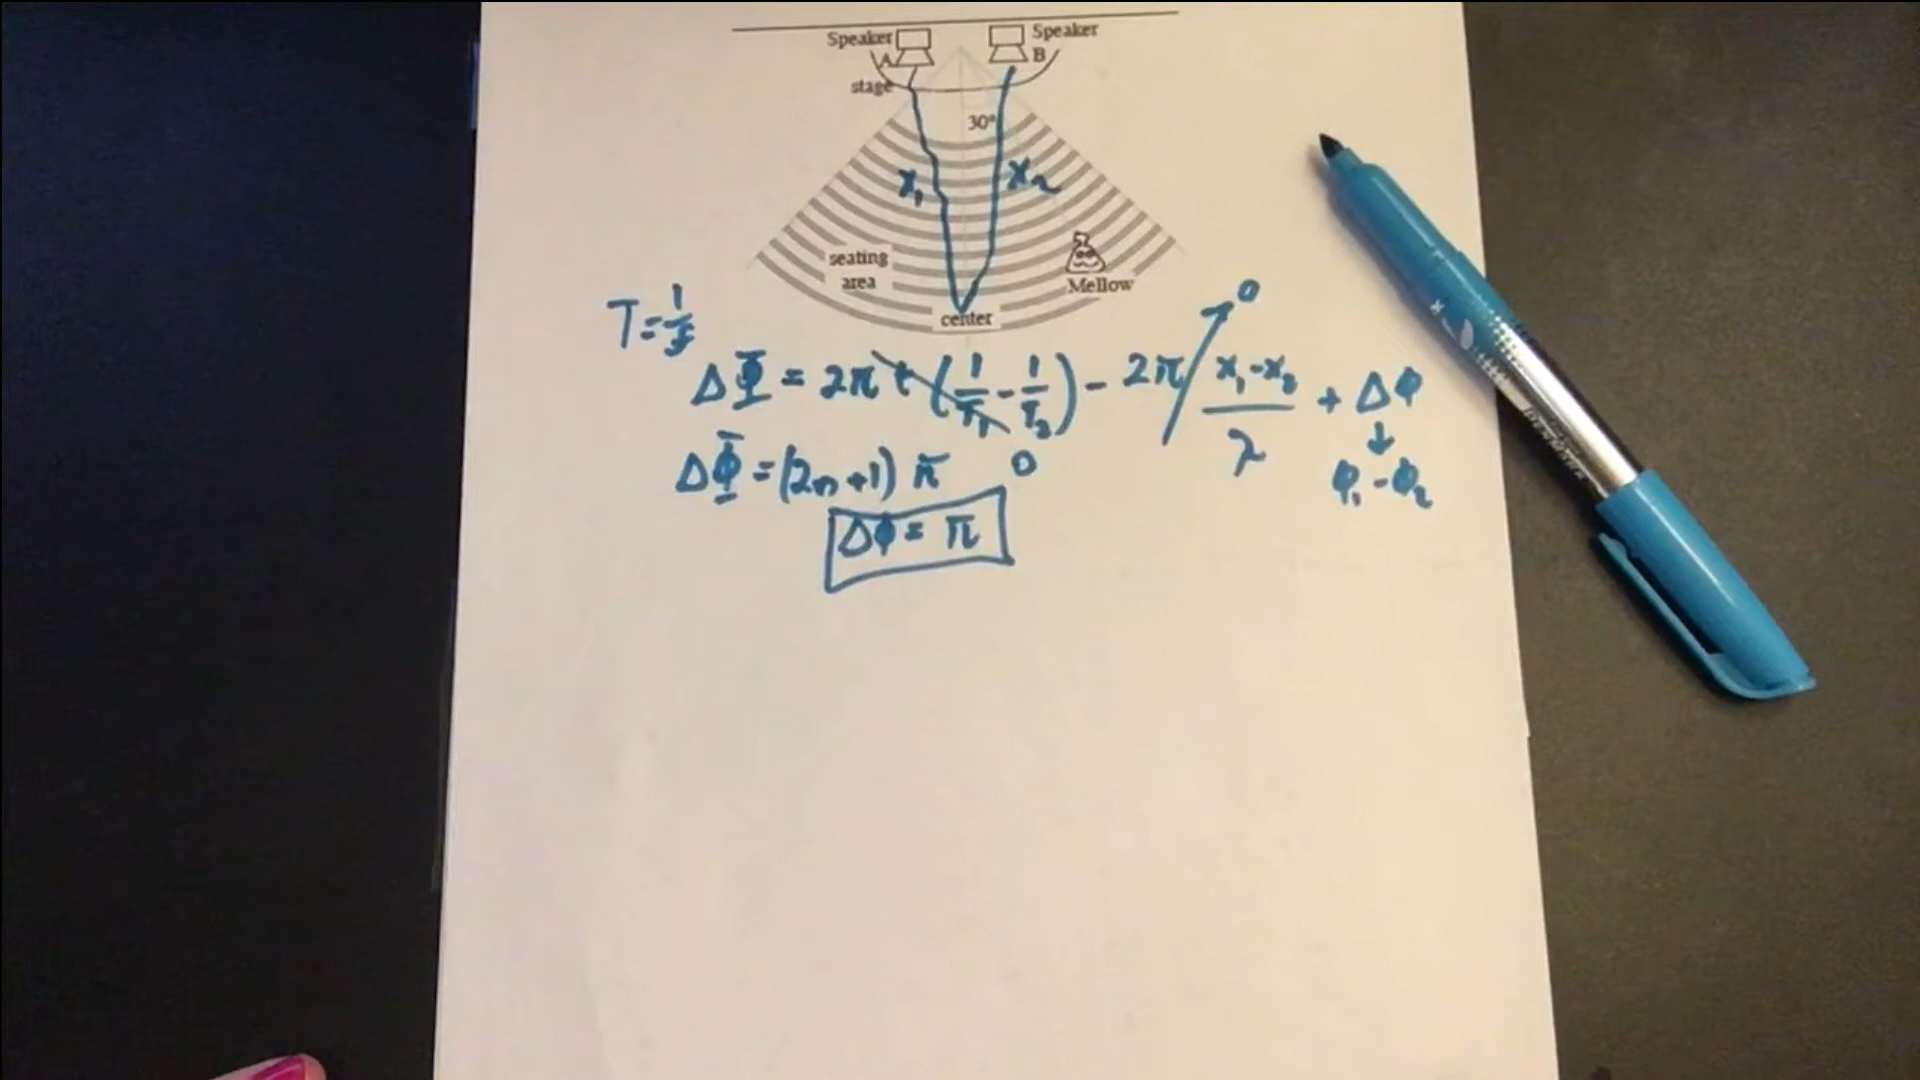 Speaker Speaker
A B
stage
30°
x₁ x₂
seating
area
Mellow
center
T = 1/f
ΔΦ = 2πt (1/T₁ - 1/T₂) - 2π (x₁ - x₂)/λ + Δϕ
0
0
ΔΦ = (2n+1) π
ϕ₁ - ϕ₂
Δϕ = π